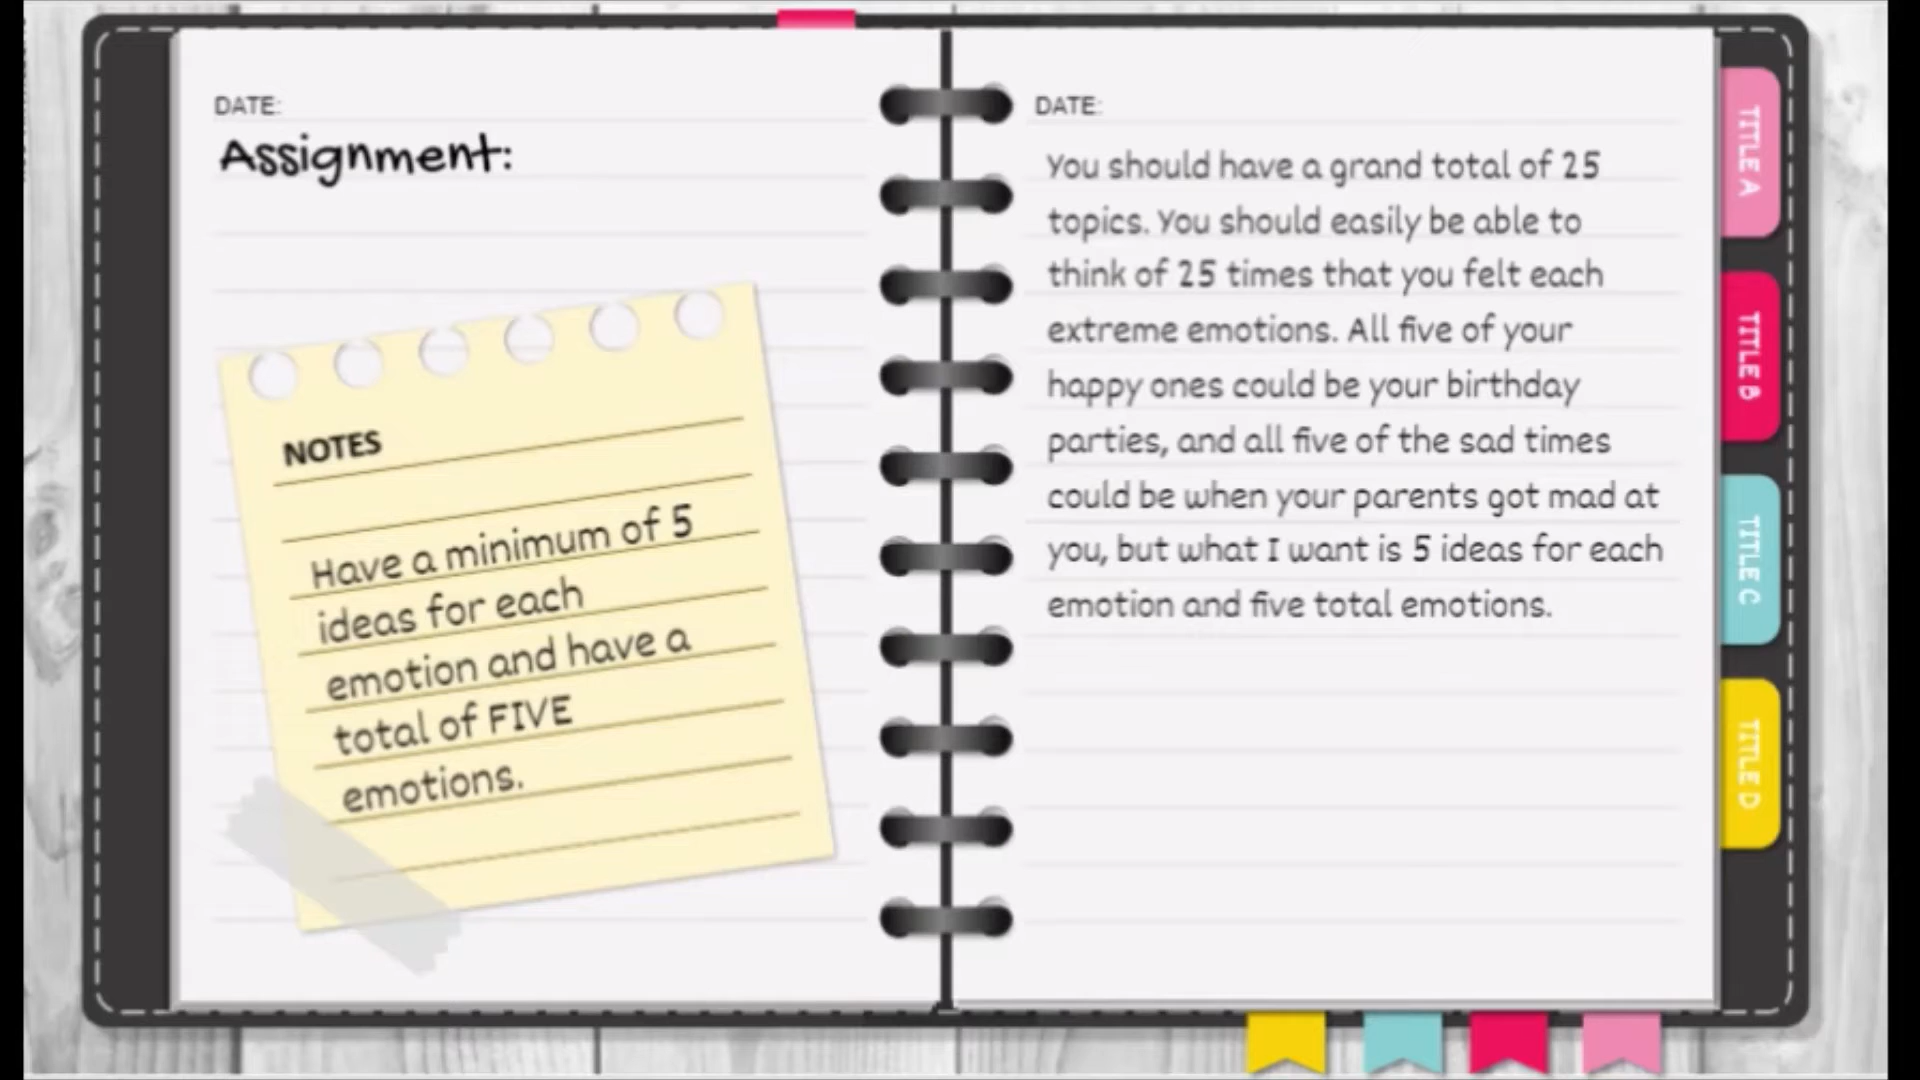 DATE:
Assignment:
NOTES
Have a minimum of 5
ideas for each
emotion and have a
total of FIVE
emotions.
DATE:
You should have a grand total of 25
topics. You should easily be able to
think of 25 times that you felt each
extreme emotions. All five of your
happy ones could be your birthday
parties, and all five of the sad times
could be when your parents got mad at
you, but what I want is 5 ideas for each
emotion and five total emotions.
TITLE A
TITLE B
TITLE C
TITLE D